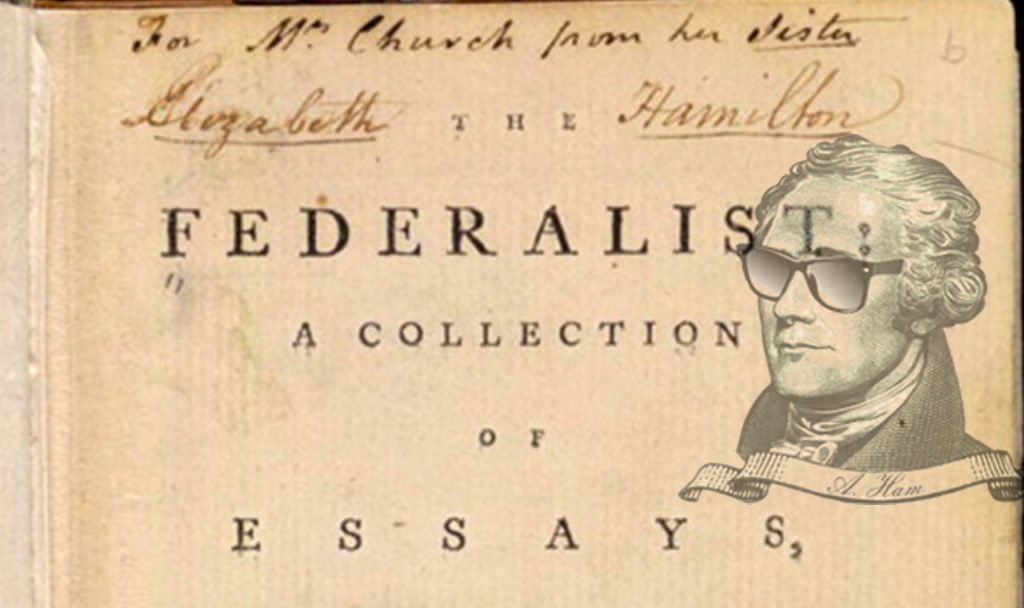 For Mrs. Church from her Sister
Elizabeth Hamilton
THE
FEDERALIST:
A COLLECTION
OF
ESSAYS,
A. Ham